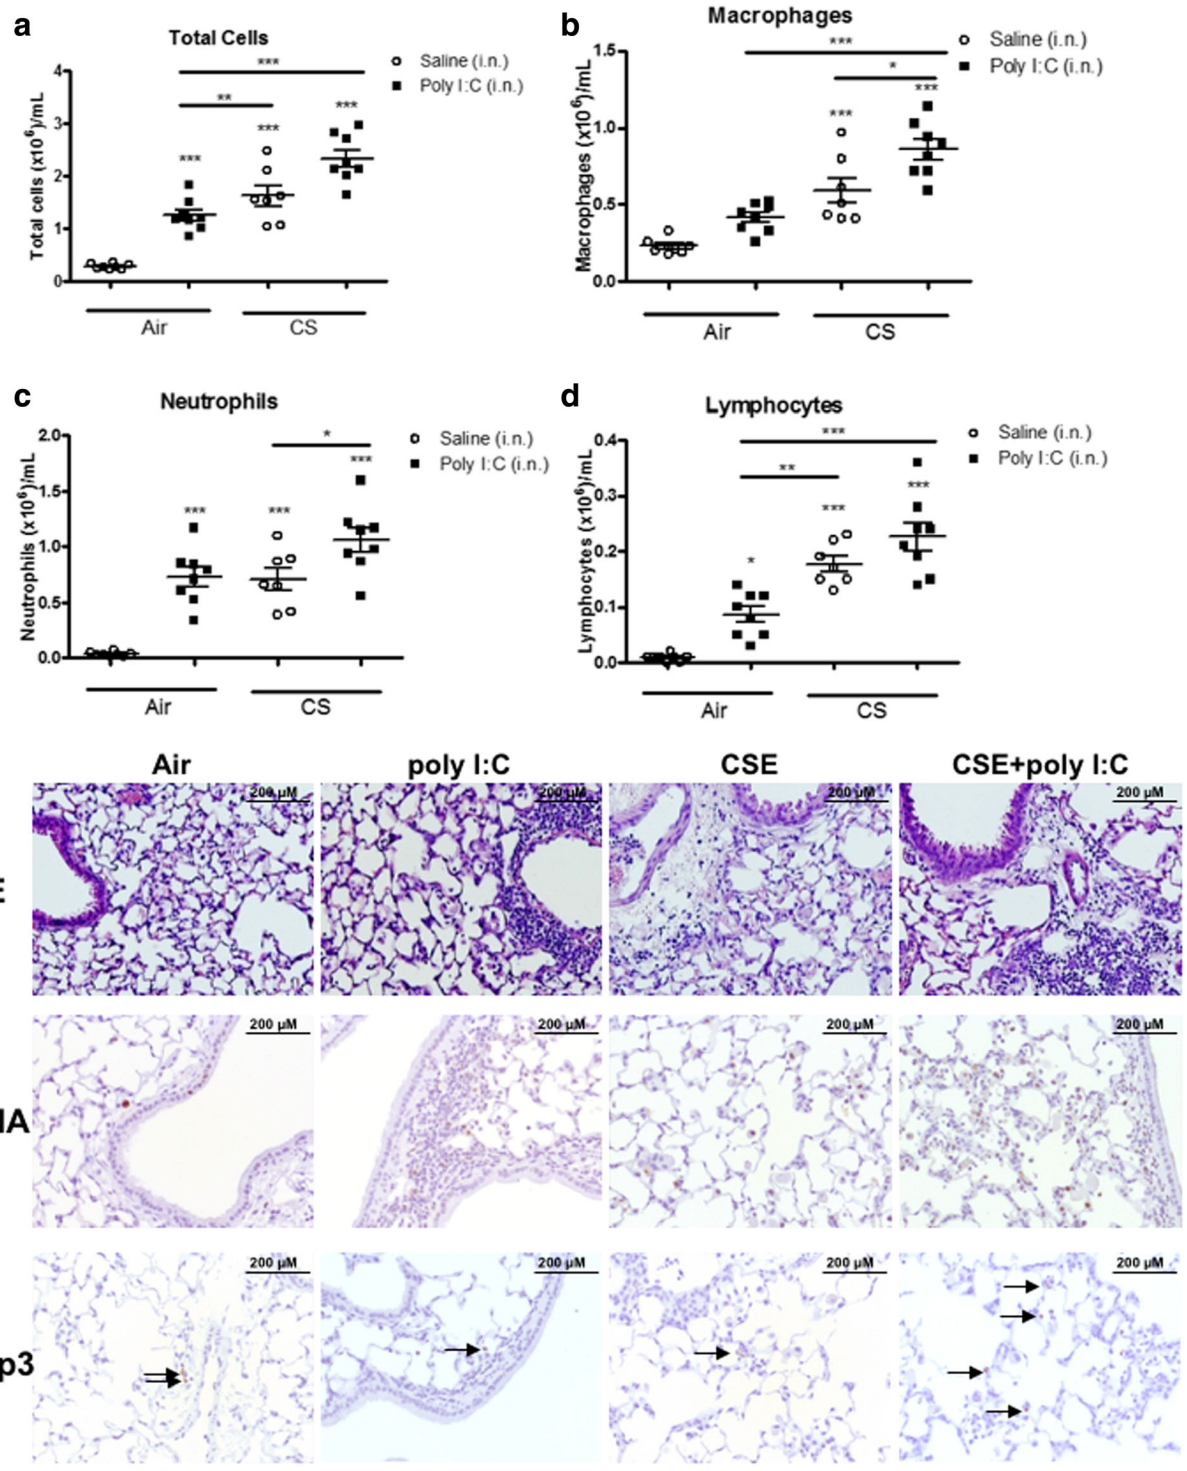 a
Total Cells
Saline (i.n.)
Poly I:C (i.n.)
Total cells (x10⁶)/mL
4
3
2
1
0
***
**
***
***
***
Air
CS
b
Macrophages
Saline (i.n.)
Poly I:C (i.n.)
Macrophages (x10⁶)/mL
1.5
1.0
0.5
0.0
***
*
***
***
Air
CS
c
Neutrophils
Saline (i.n.)
Poly I:C (i.n.)
Neutrophils (x10⁶)/mL
2.0
1.5
1.0
0.5
0.0
*
***
***
***
Air
CS
d
Lymphocytes
Saline (i.n.)
Poly I:C (i.n.)
Lymphocytes (x10⁶)/mL
0.4
0.3
0.2
0.1
0.0
***
**
***
***
*
Air
CS
Air poly I:C CSE CSE+poly I:C
200 µM 200 µM 200 µM 200 µM
200 µM 200 µM 200 µM 200 µM
200 µM 200 µM 200 µM 200 µM
p3